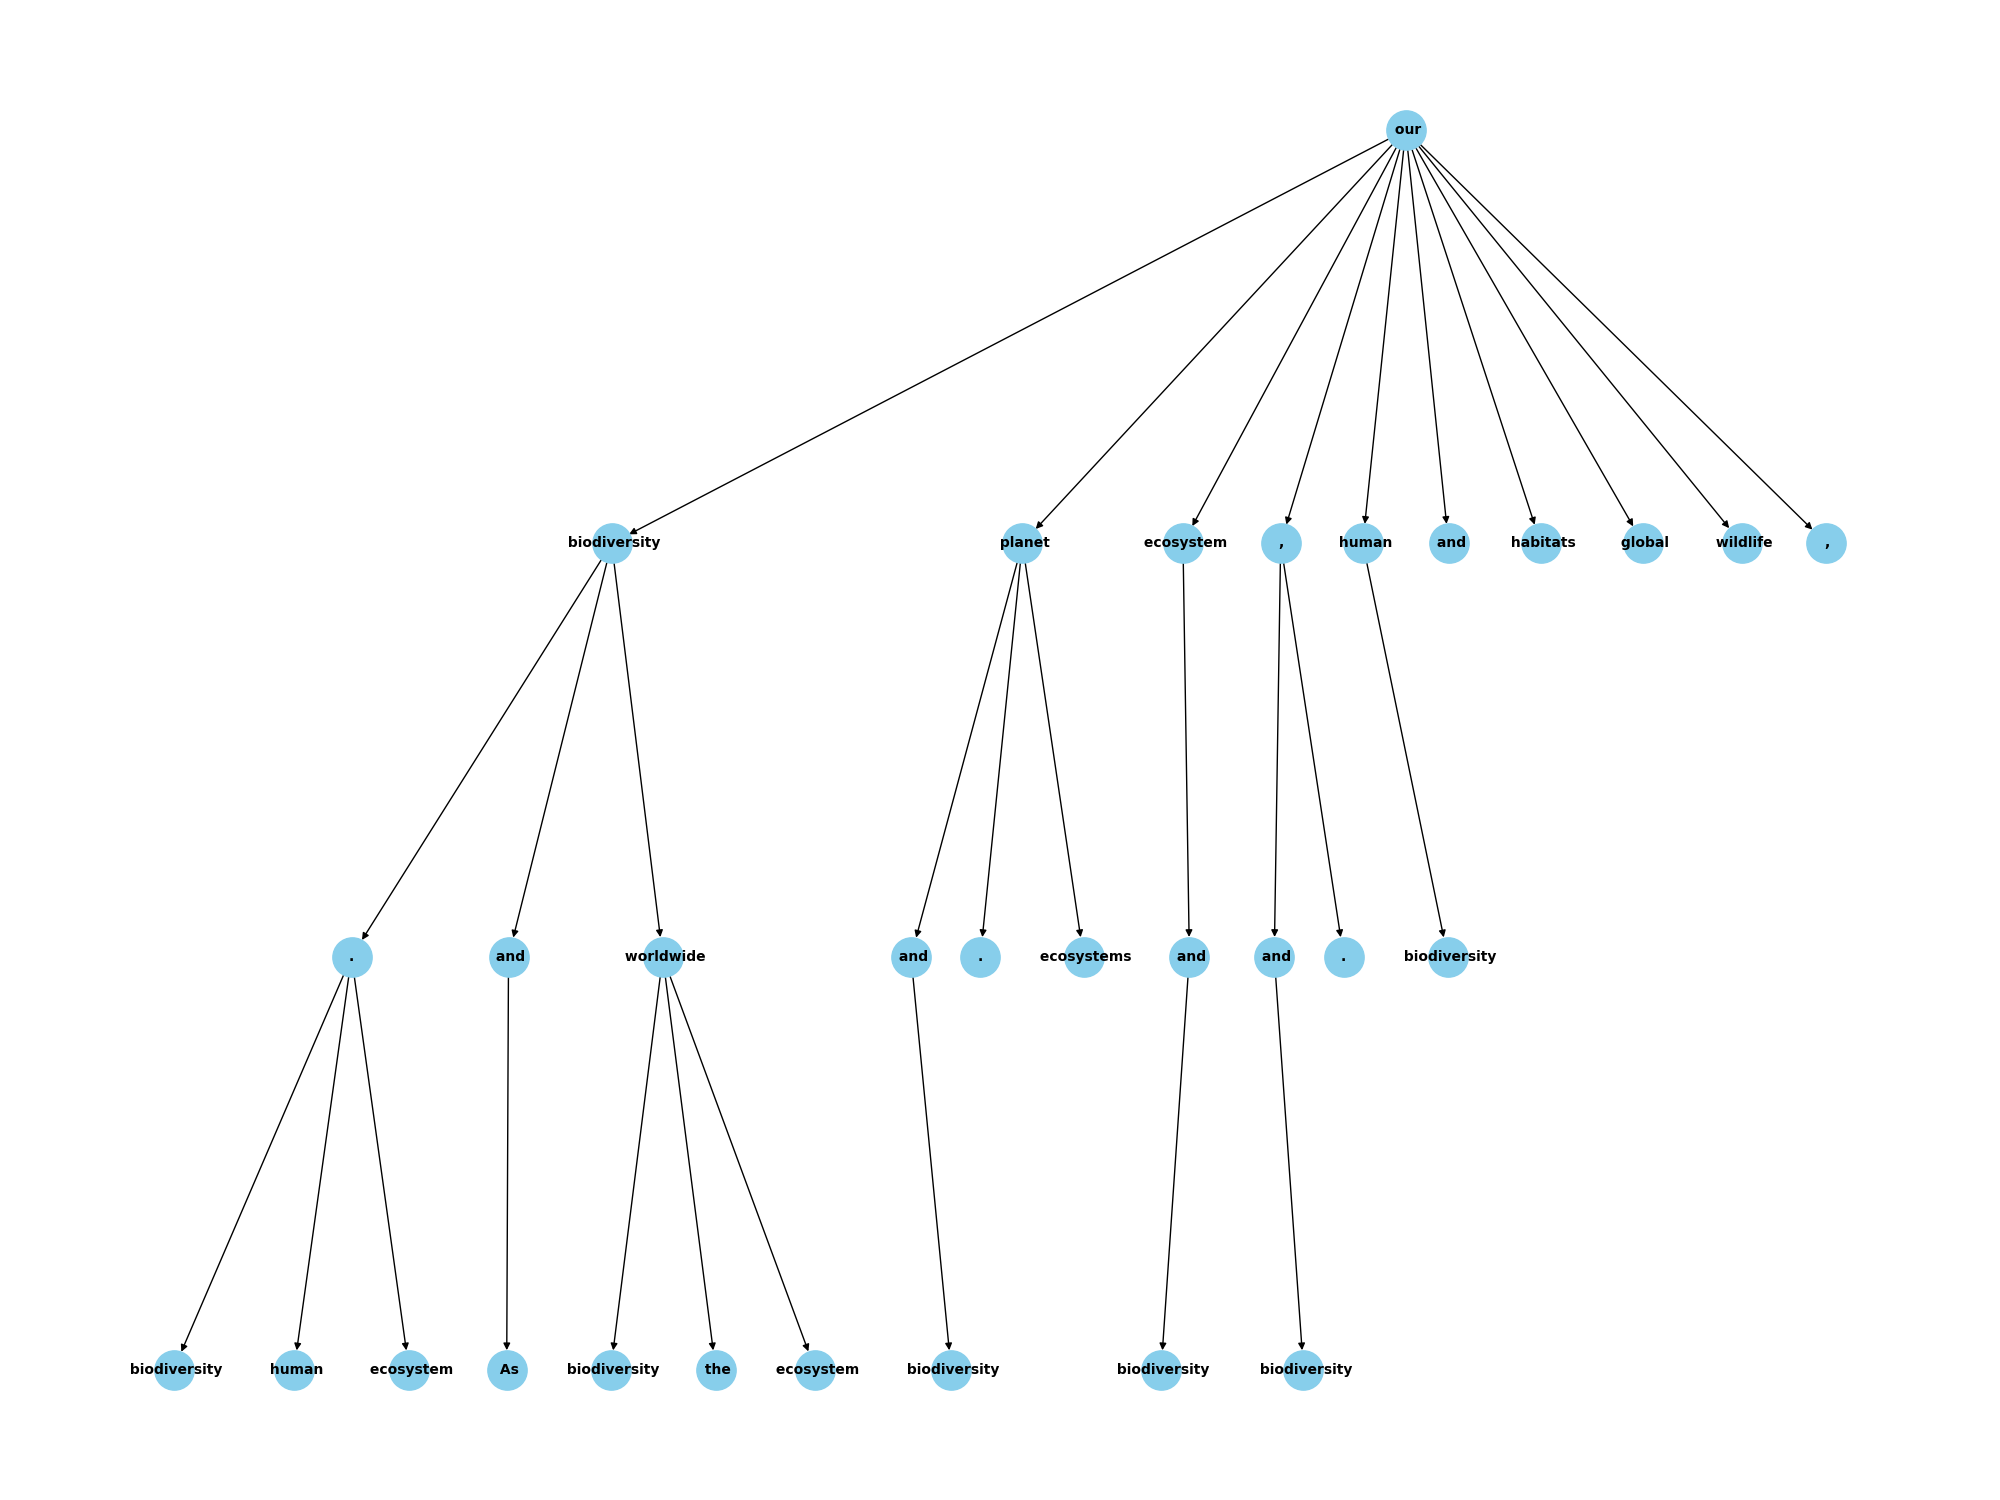 our
biodiversity planet ecosystem , human and habitats global wildlife ,
. and worldwide and . ecosystems and and . biodiversity
biodiversity human ecosystem As biodiversity the ecosystem biodiversity biodiversity biodiversity